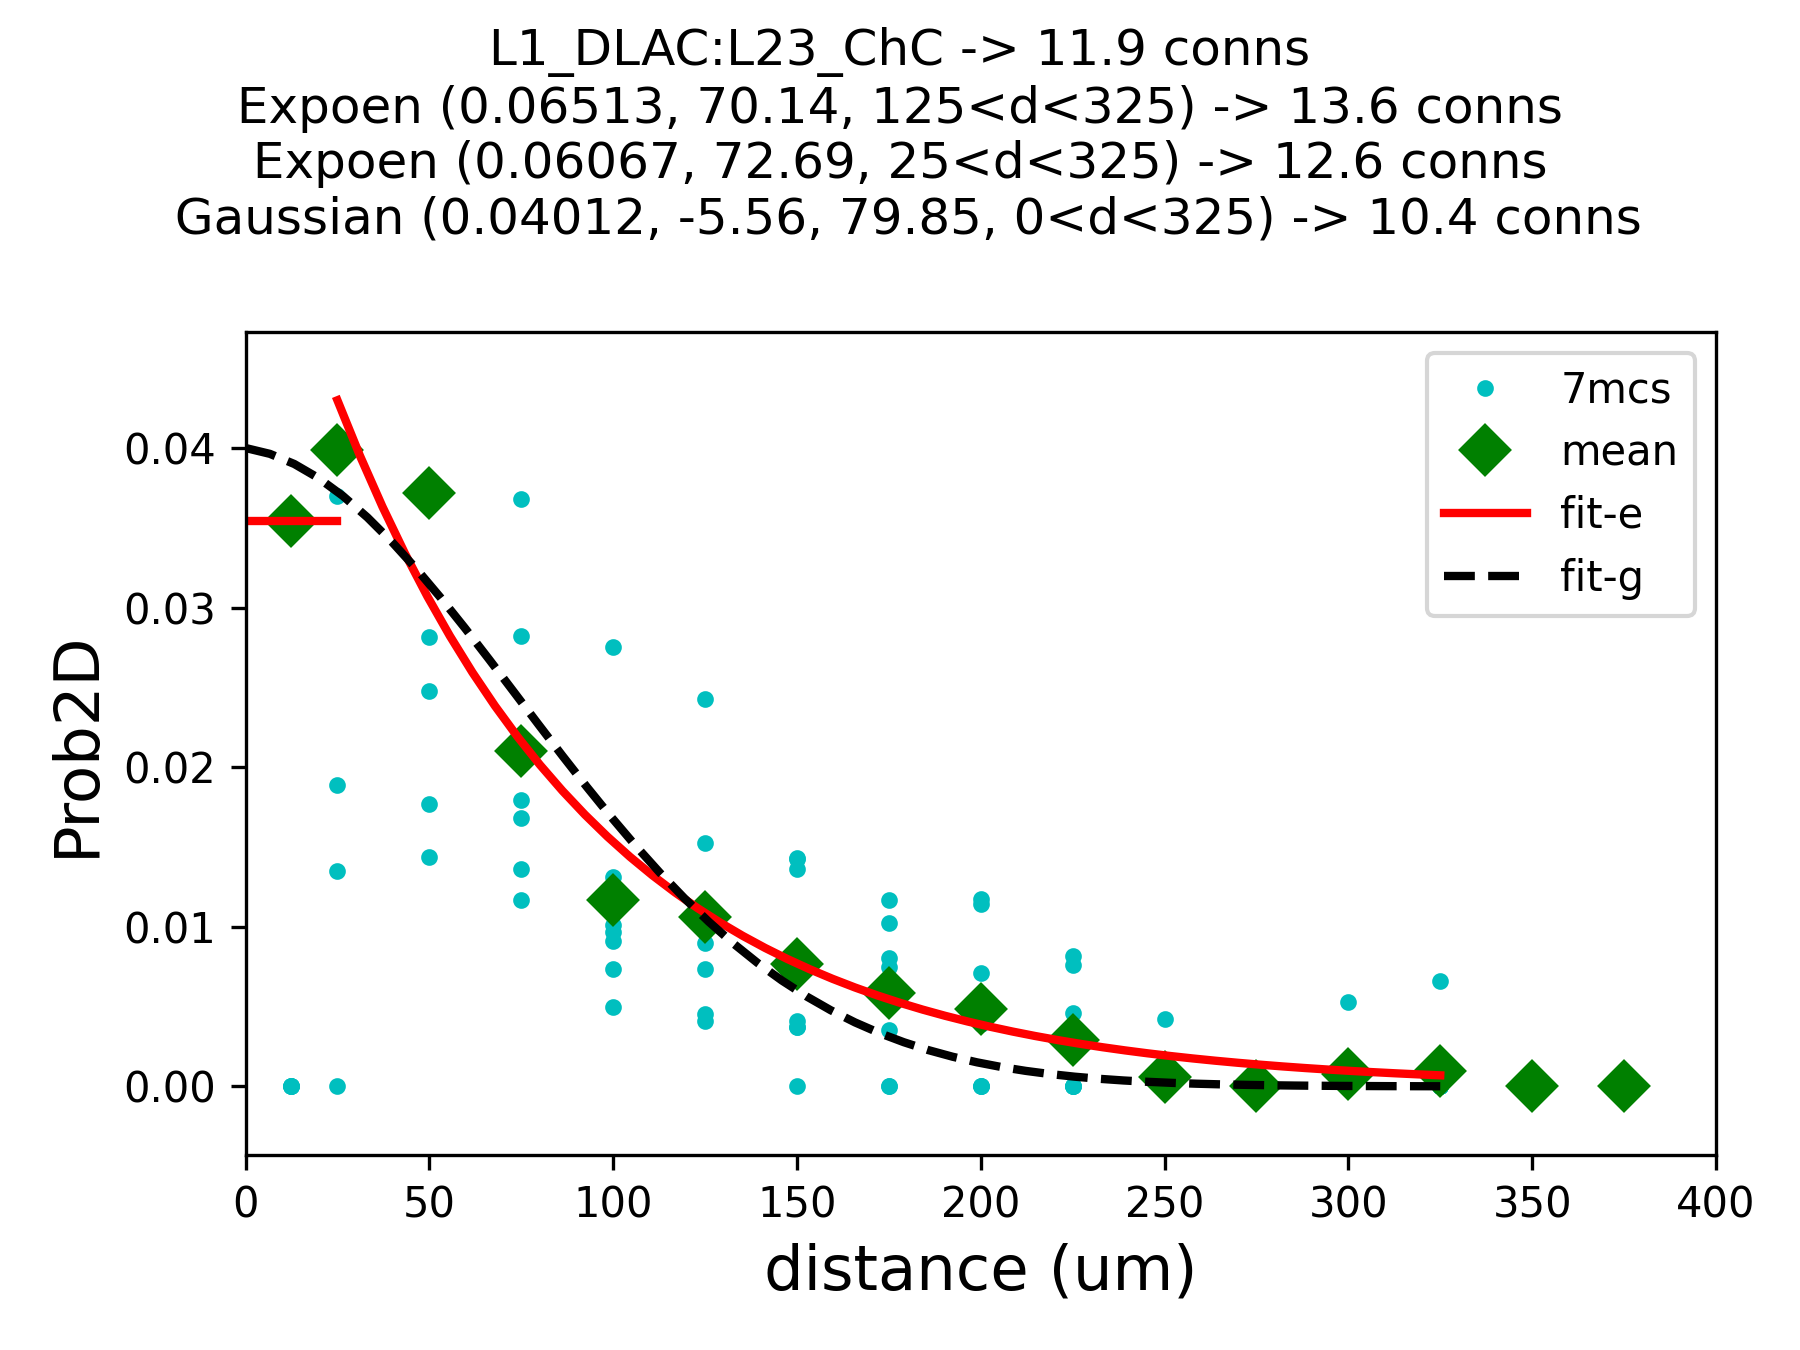 L1_DLAC:L23_ChC -> 11.9 conns
Expoen (0.06513, 70.14, 125<d<325) -> 13.6 conns
Expoen (0.06067, 72.69, 25<d<325) -> 12.6 conns
Gaussian (0.04012, -5.56, 79.85, 0<d<325) -> 10.4 conns
7mcs
mean
fit-e
fit-g
Prob2D
0.04
0.03
0.02
0.01
0.00
0 50 100 150 200 250 300 350 400
distance (um)